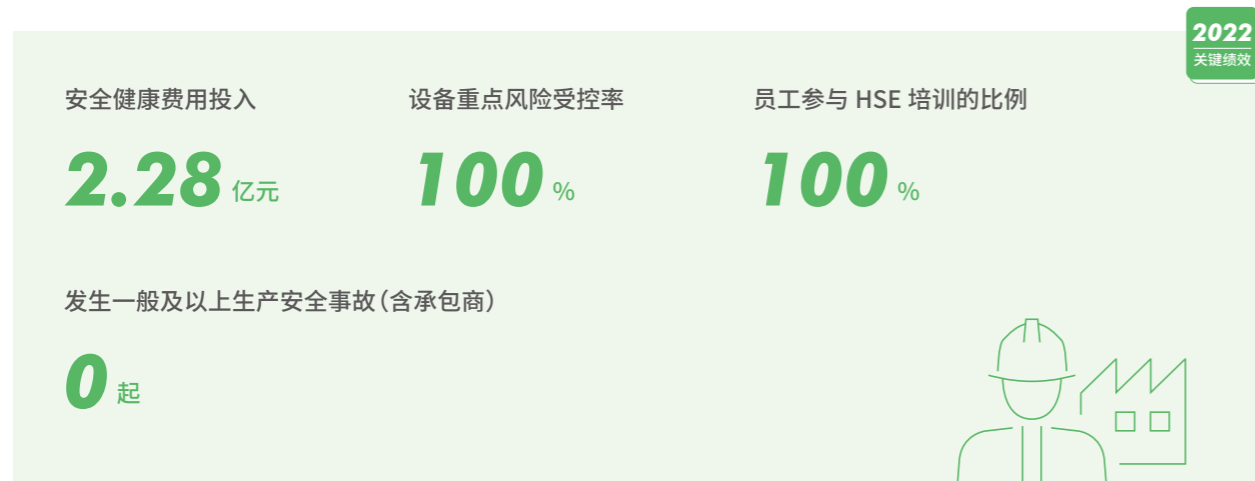 2022
关键绩效
安全健康费用投入
设备重点风险受控率
员工参与 HSE 培训的比例
2.28 亿元
100 %
100 %
发生一般及以上生产安全事故(含承包商)
0 起